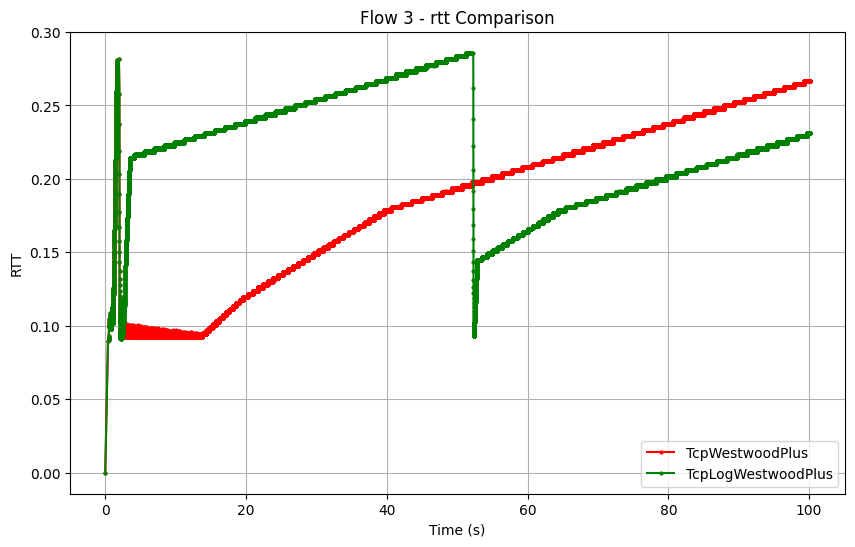 Flow 3 - rtt Comparison
RTT
0.30
0.25
0.20
0.15
0.10
0.05
0.00
0 20 40 60 80 100
Time (s)
TcpWestwoodPlus
TcpLogWestwoodPlus